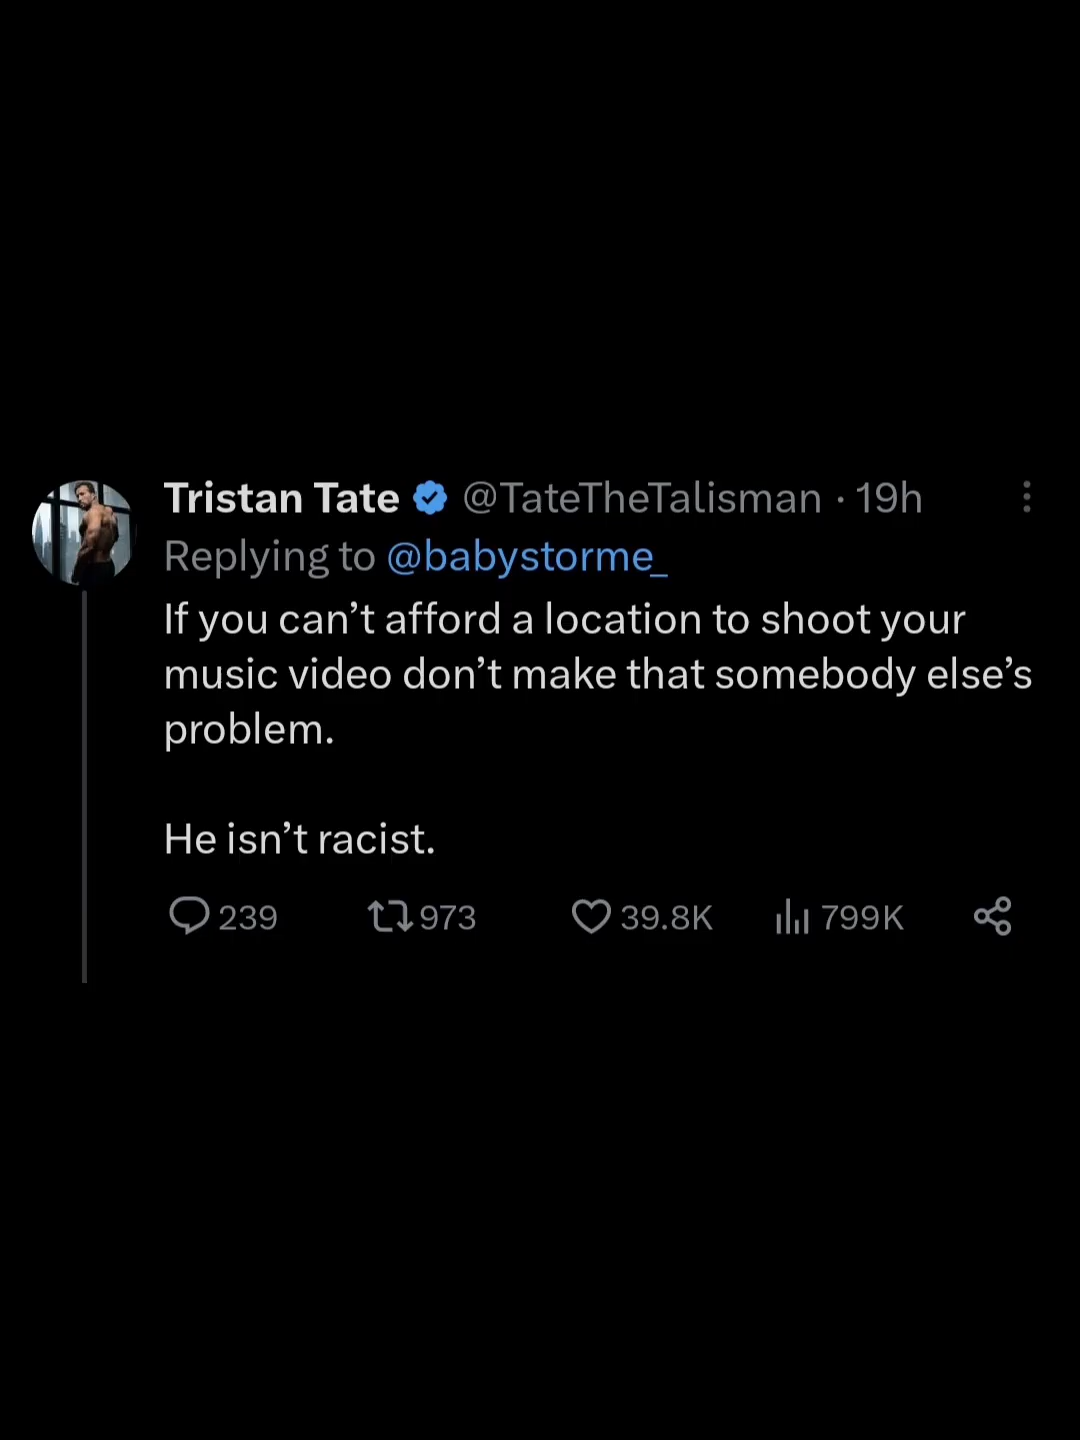 Tristan Tate @TateTheTalisman · 19h
Replying to @babystorme_
If you can’t afford a location to shoot your
music video don’t make that somebody else’s
problem.
He isn’t racist.
239 973 39.8K 799K